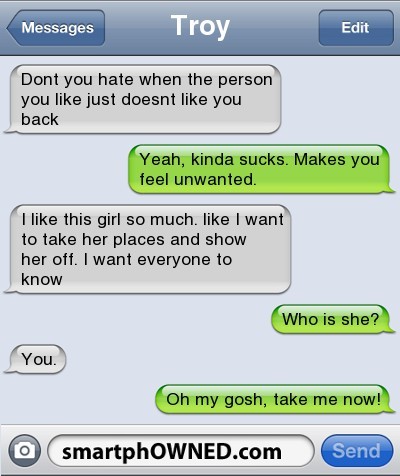 Messages
Troy
Edit
Dont you hate when the person
you like just doesnt like you
back
Yeah, kinda sucks. Makes you
feel unwanted.
I like this girl so much. like I want
to take her places and show
her off. I want everyone to
know
Who is she?
You.
Oh my gosh, take me now!
smartphOWNED.com
Send